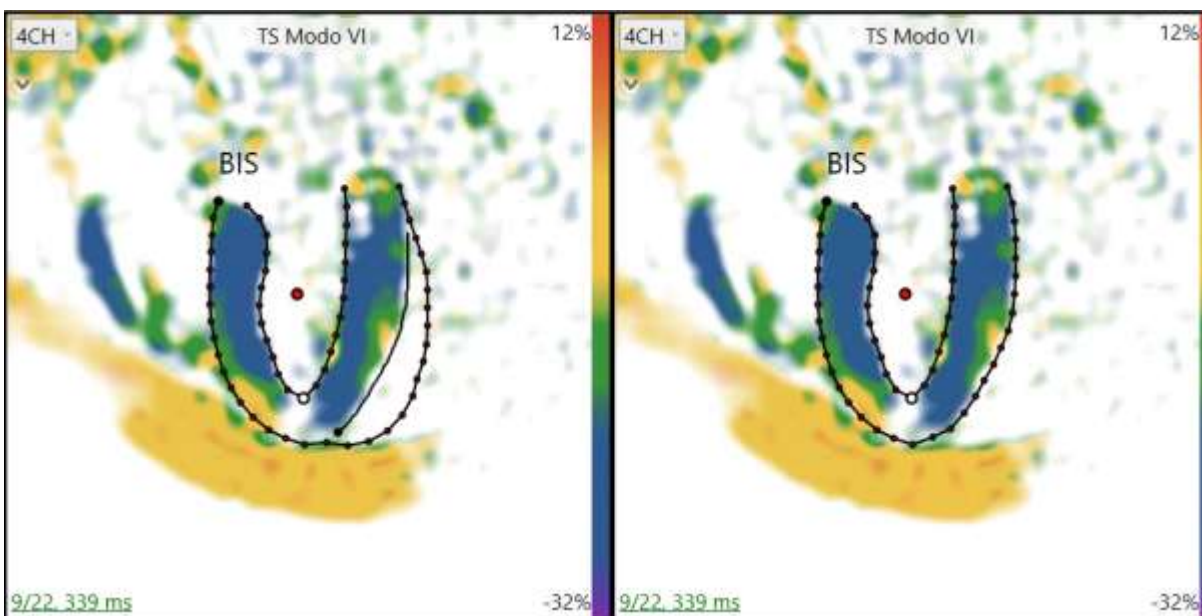 4CH TS Modo VI 12%
BIS
9/22, 339 ms -32%
4CH TS Modo VI 12%
BIS
9/22, 339 ms -32%